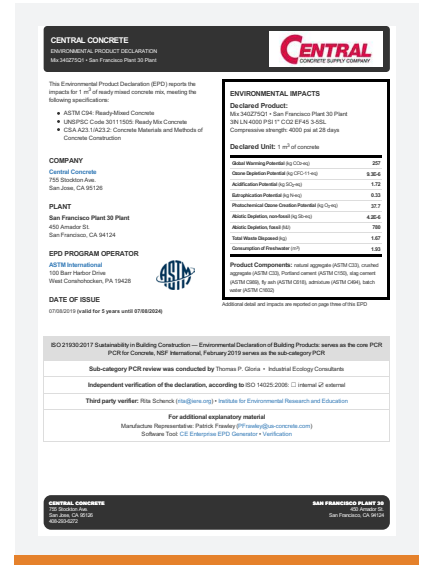 CENTRAL CONCRETE
ENVIRONMENTAL PRODUCT DECLARATION
Mix 340Z75Q1 • San Francisco Plant 30 Plant
CENTRAL
CONCRETE SUPPLY COMPANY
This Environmental Product Declaration (EPD) reports the
impacts for 1 m³ of ready mixed concrete mix, meeting the
following specifications:
• ASTM C94: Ready-Mixed Concrete
• UNSPSC Code 30111505: Ready Mix Concrete
• CSA A23.1/A23.2: Concrete Materials and Methods of
Concrete Construction
COMPANY
Central Concrete
755 Stockton Ave.
San Jose, CA 95126
PLANT
San Francisco Plant 30 Plant
450 Amador St.
San Francisco, CA 94124
EPD PROGRAM OPERATOR
ASTM International
100 Barr Harbor Drive
West Conshohocken, PA 19428
ASTM
DATE OF ISSUE
07/08/2019 (valid for 5 years until 07/08/2024)
ENVIRONMENTAL IMPACTS
Declared Product:
Mix 340Z75Q1 • San Francisco Plant 30 Plant
3IN LN 4000 PSI 1" CO2 EF45 3-5SL
Compressive strength: 4000 psi at 28 days
Declared Unit: 1 m³ of concrete
Global Warming Potential (kg CO₂-eq) 257
Ozone Depletion Potential (kg CFC-11-eq) 9.3E-6
Acidification Potential (kg SO₂-eq) 1.72
Eutrophication Potential (kg N-eq) 0.33
Photochemical Ozone Creation Potential (kg O₃-eq) 37.7
Abiotic Depletion, non-fossil (kg Sb-eq) 4.2E-6
Abiotic Depletion, fossil (MJ) 788
Total Waste Disposed (kg) 1.67
Consumption of Freshwater (m³) 1.93
Product Components: natural aggregate (ASTM C33), crushed
aggregate (ASTM C33), Portland cement (ASTM C150), slag cement
(ASTM C989), fly ash (ASTM C618), admixture (ASTM C494), batch
water (ASTM C1602)
Additional detail and impacts are reported on page three of this EPD
ISO 21930:2017 Sustainability in Building Construction — Environmental Declaration of Building Products: serves as the core PCR
PCR for Concrete, NSF International, February 2019 serves as the sub-category PCR
Sub-category PCR review was conducted by Thomas P. Gloria • Industrial Ecology Consultants
Independent verification of the declaration, according to ISO 14025:2006: ☐ internal ☑ external
Third party verifier: Rita Schenck (rita@iere.org) • Institute for Environmental Research and Education
For additional explanatory material
Manufacture Representative: Patrick Frawley (PFrawley@us-concrete.com)
Software Tool: CE Enterprise EPD Generator • Verification
CENTRAL CONCRETE
755 Stockton Ave.
San Jose, CA 95126
408-293-6272
SAN FRANCISCO PLANT 30
450 Amador St.
San Francisco, CA 94124